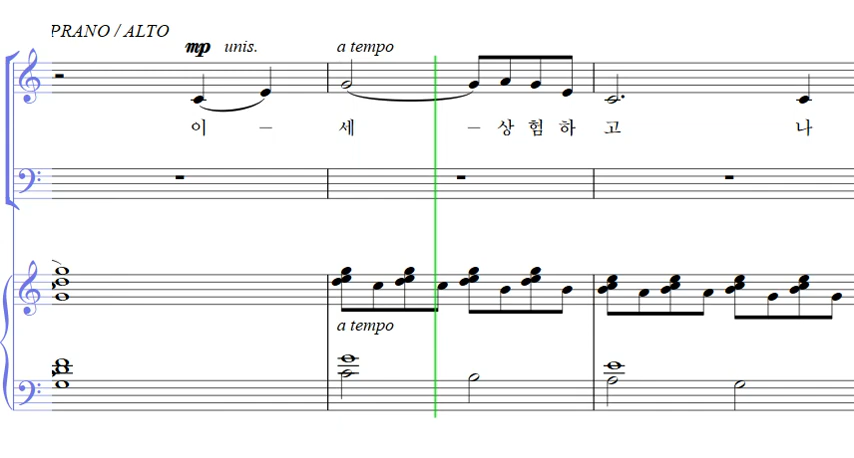 PRANO / ALTO
mp unis. a tempo
이 – 세 – 상 험 하 고 나
a tempo